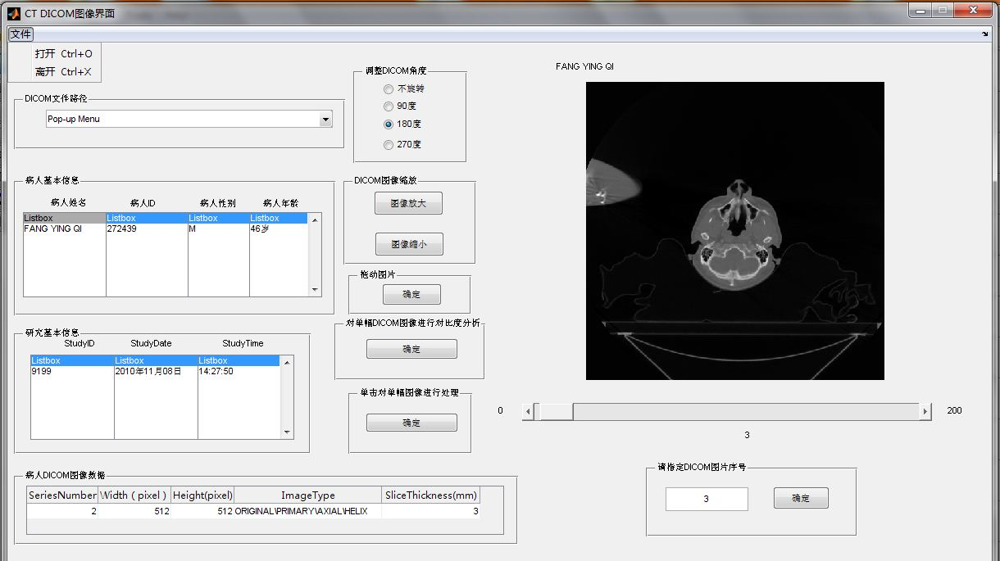 CT DICOM图像界面
文件
打开 Ctrl+O
离开 Ctrl+X
DICOM文件路径
Pop-up Menu
病人基本信息
病人姓名 病人ID 病人性别 病人年龄
Listbox Listbox Listbox Listbox
FANG YING QI 272439 M 46岁
研究基本信息
StudyID StudyDate StudyTime
Listbox Listbox Listbox
9199 2010年11月08日 14:27:50
病人DICOM图像数据
SeriesNumber Width ( pixel ) Height(pixel) ImageType SliceThickness(mm)
2 512 512 ORIGINAL\PRIMARY\AXIAL\HELIX 3
调整DICOM角度
不旋转
90度
180度
270度
DICOM图像缩放
图像放大
图像缩小
拖动图片
确定
对单幅DICOM图像进行对比度分析
确定
单击对单幅图像进行处理
确定
FANG YING QI
0 200
3
请指定DICOM图片序号
3 确定